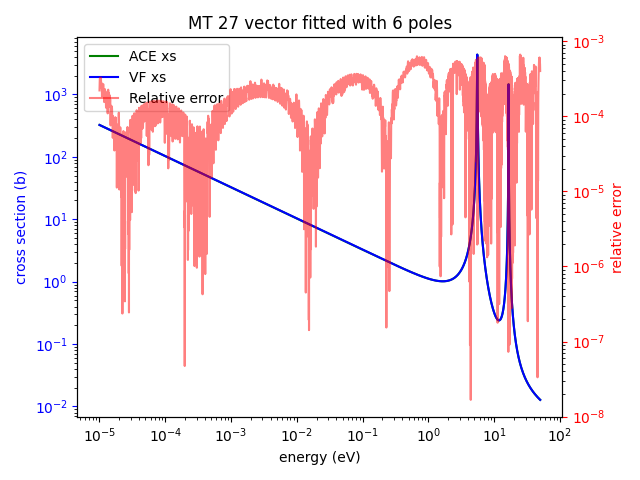 MT 27 vector fitted with 6 poles
ACE xs
VF xs
Relative error
cross section (b)
10³
10²
10¹
10⁰
10⁻¹
10⁻²
relative error
10⁻³
10⁻⁴
10⁻⁵
10⁻⁶
10⁻⁷
10⁻⁸
10⁻⁵ 10⁻⁴ 10⁻³ 10⁻² 10⁻¹ 10⁰ 10¹ 10²
energy (eV)